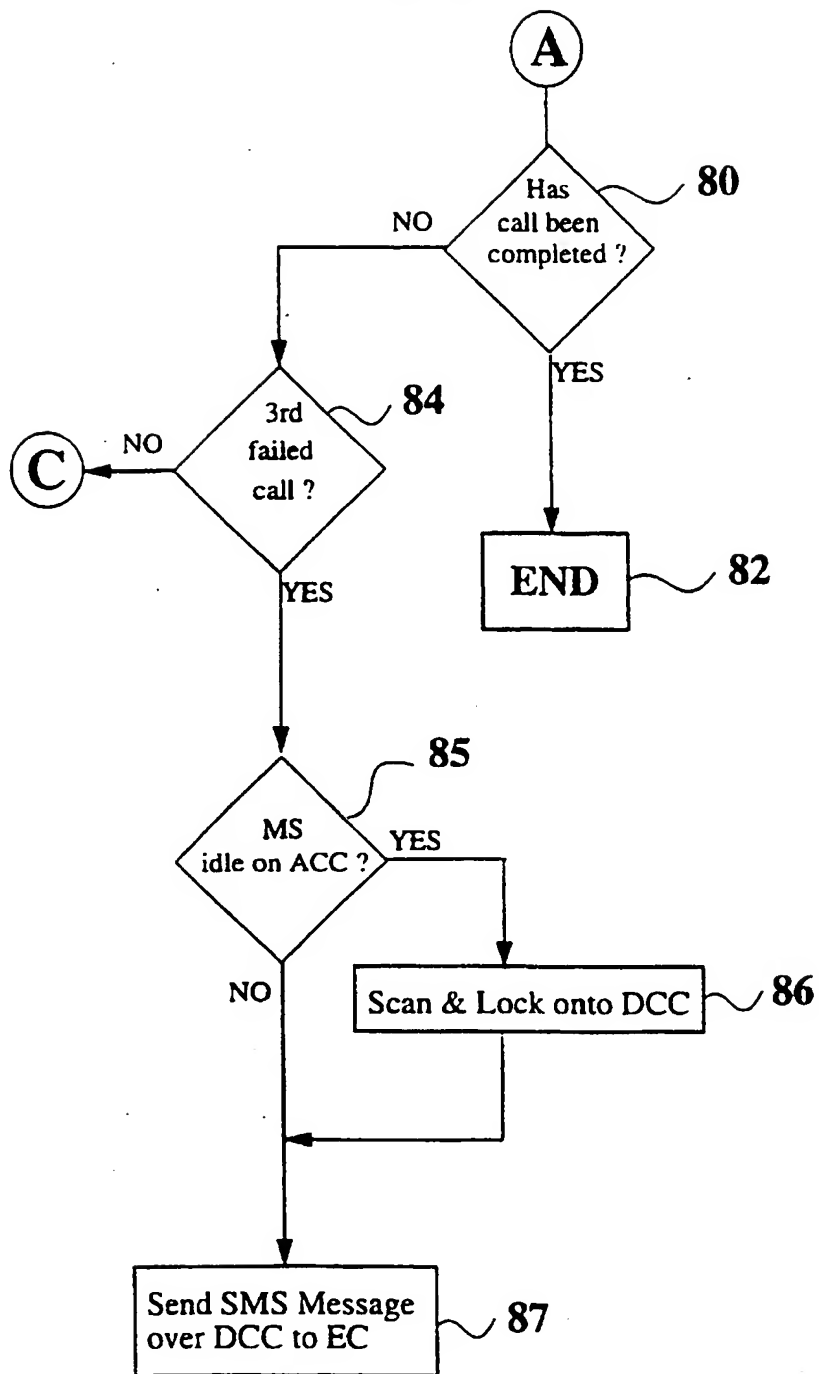 A
Has
call been
completed ?
80
NO
YES
3rd
failed
call ?
84
NO
C
END
82
YES
MS
idle on ACC ?
85
YES
NO
Scan & Lock onto DCC
86
Send SMS Message
over DCC to EC
87